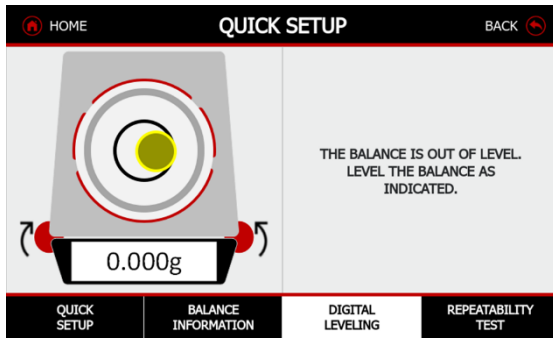 HOME
QUICK SETUP
BACK
THE BALANCE IS OUT OF LEVEL.
LEVEL THE BALANCE AS
INDICATED.
0.000g
QUICK
SETUP
BALANCE
INFORMATION
DIGITAL
LEVELING
REPEATABILITY
TEST